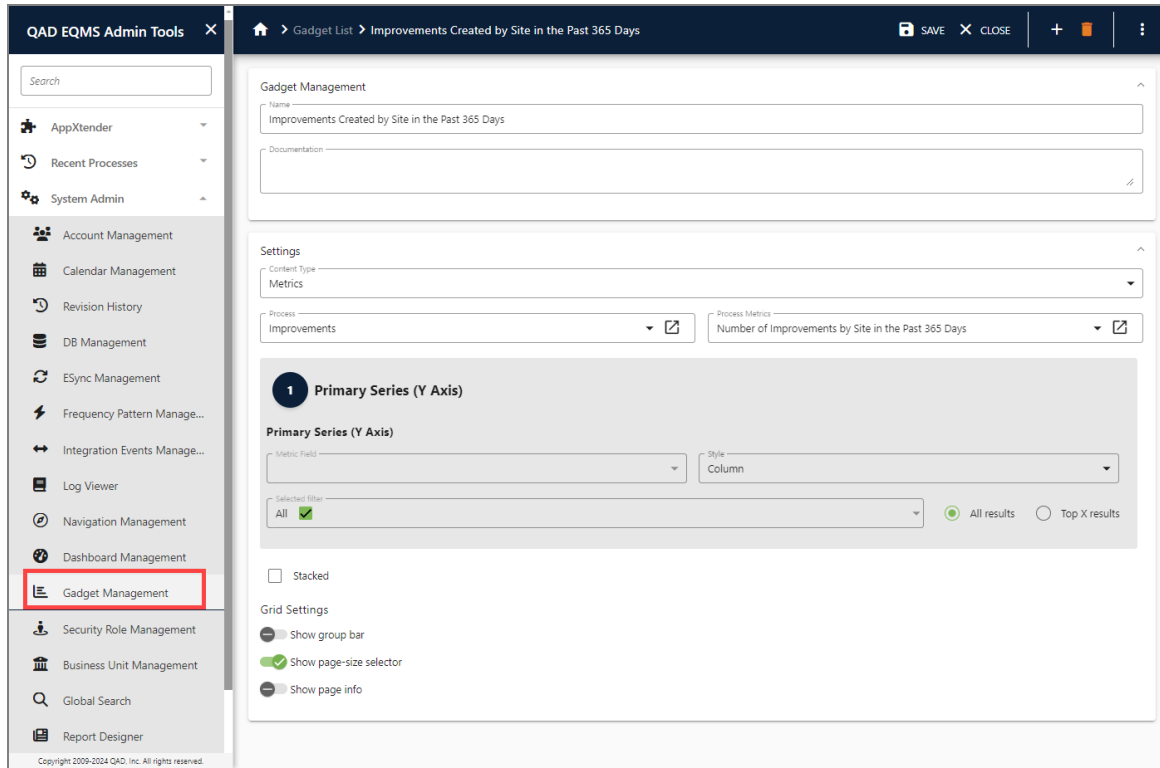 QAD EQMS Admin Tools
Search
AppXtender
Recent Processes
System Admin
Account Management
Calendar Management
Revision History
DB Management
ESync Management
Frequency Pattern Manage...
Integration Events Manage...
Log Viewer
Navigation Management
Dashboard Management
Gadget Management
Security Role Management
Business Unit Management
Global Search
Report Designer
Copyright 2009-2024 QAD, Inc. All rights reserved.
Gadget List > Improvements Created by Site in the Past 365 Days
SAVE CLOSE
Gadget Management
Name
Improvements Created by Site in the Past 365 Days
Documentation
Settings
Content Type
Metrics
Process
Improvements
Process Metrics
Number of Improvements by Site in the Past 365 Days
1 Primary Series (Y Axis)
Primary Series (Y Axis)
Metric Field
Style
Column
Selected filter
All
All results
Top X results
Stacked
Grid Settings
Show group bar
Show page-size selector
Show page info